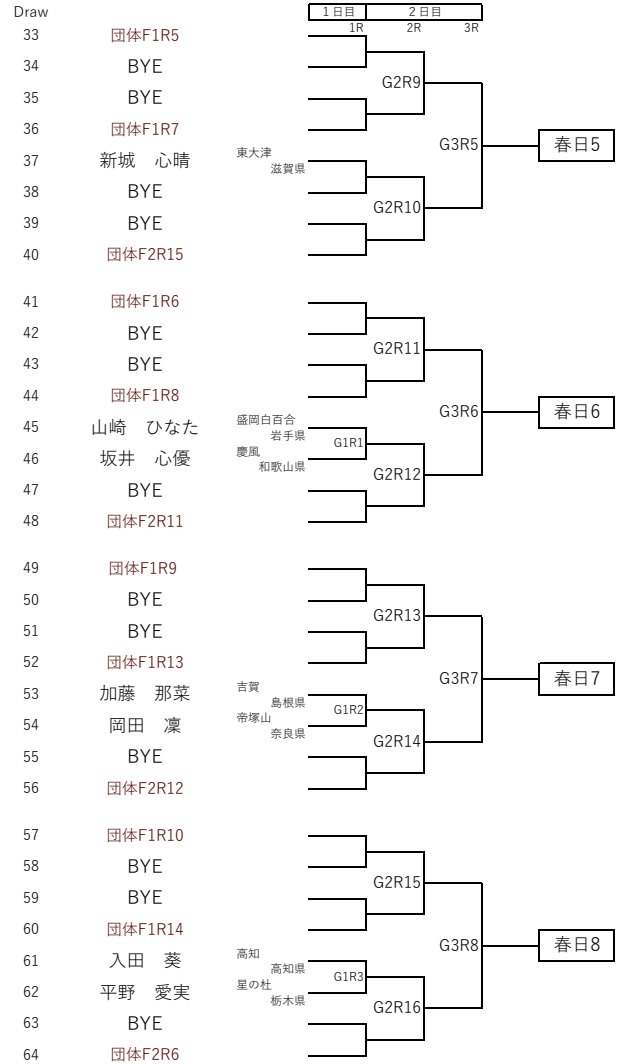 Draw
１日目 ２日目
1R 2R 3R
33 団体F1R5
34 BYE
G2R9
35 BYE
36 団体F1R7
G3R5 春日5
37 新城　心晴 東大津
滋賀県
38 BYE
G2R10
39 BYE
40 団体F2R15
41 団体F1R6
42 BYE
G2R11
43 BYE
44 団体F1R8
G3R6 春日6
45 山崎　ひなた 盛岡白百合
岩手県
G1R1
46 坂井　心優 慶風
和歌山県
G2R12
47 BYE
48 団体F2R11
49 団体F1R9
50 BYE
G2R13
51 BYE
52 団体F1R13
G3R7 春日7
53 加藤　那菜 吉賀
島根県
G1R2
54 岡田　凜 帝塚山
奈良県
G2R14
55 BYE
56 団体F2R12
57 団体F1R10
58 BYE
G2R15
59 BYE
60 団体F1R14
G3R8 春日8
61 入田　葵 高知
高知県
G1R3
62 平野　愛実 星の杜
栃木県
G2R16
63 BYE
64 団体F2R6